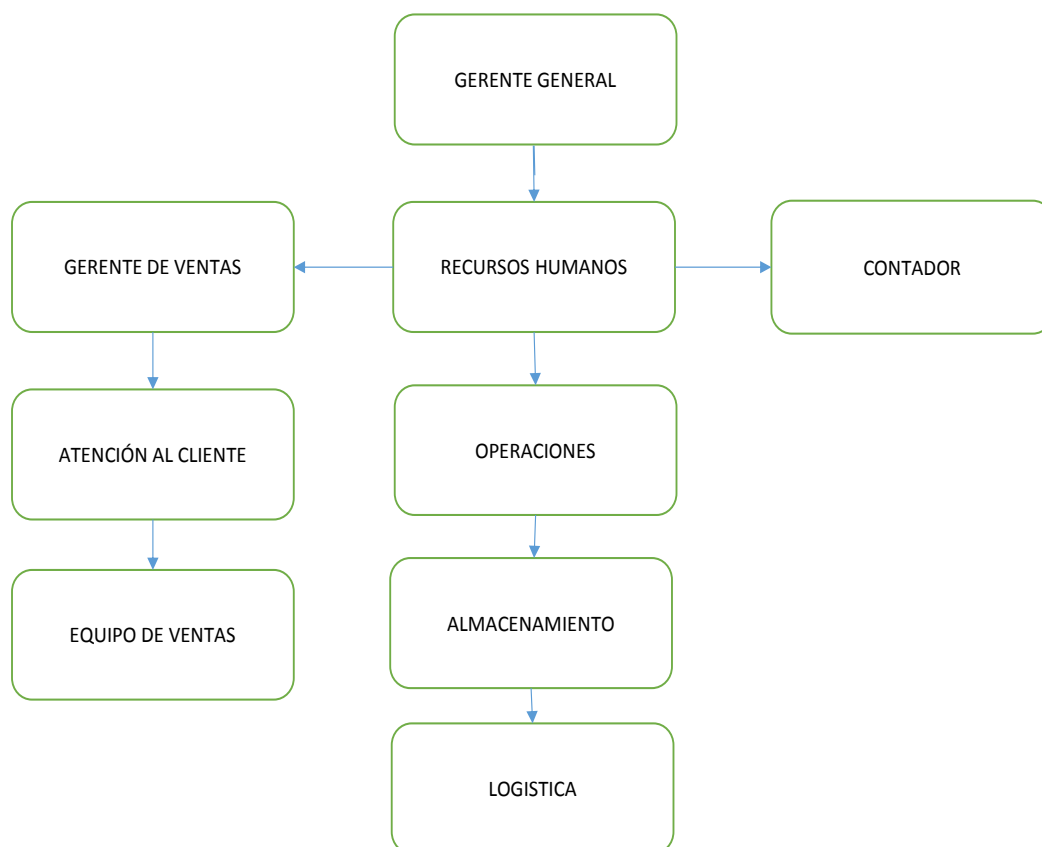 GERENTE GENERAL
GERENTE DE VENTAS
RECURSOS HUMANOS
CONTADOR
ATENCIÓN AL CLIENTE
OPERACIONES
EQUIPO DE VENTAS
ALMACENAMIENTO
LOGISTICA